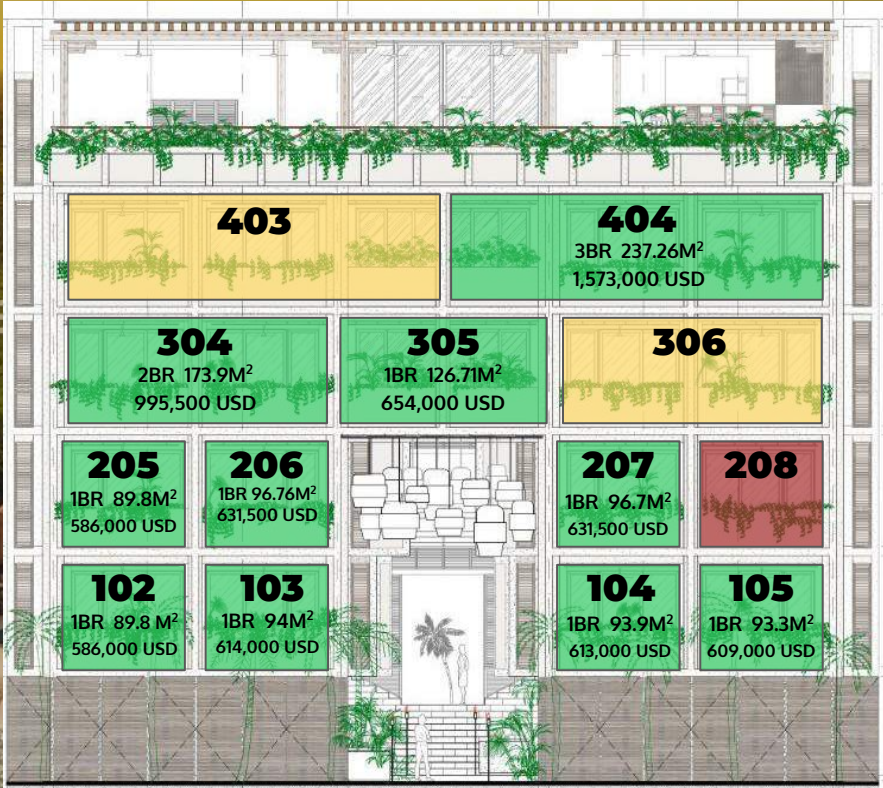 403
404
3BR 237.26M²
1,573,000 USD
304
2BR 173.9M²
995,500 USD
305
1BR 126.71M²
654,000 USD
306
205
1BR 89.8M²
586,000 USD
206
1BR 96.76M²
631,500 USD
207
1BR 96.7M²
631,500 USD
208
102
1BR 89.8 M²
586,000 USD
103
1BR 94M²
614,000 USD
104
1BR 93.9M²
613,000 USD
105
1BR 93.3M²
609,000 USD